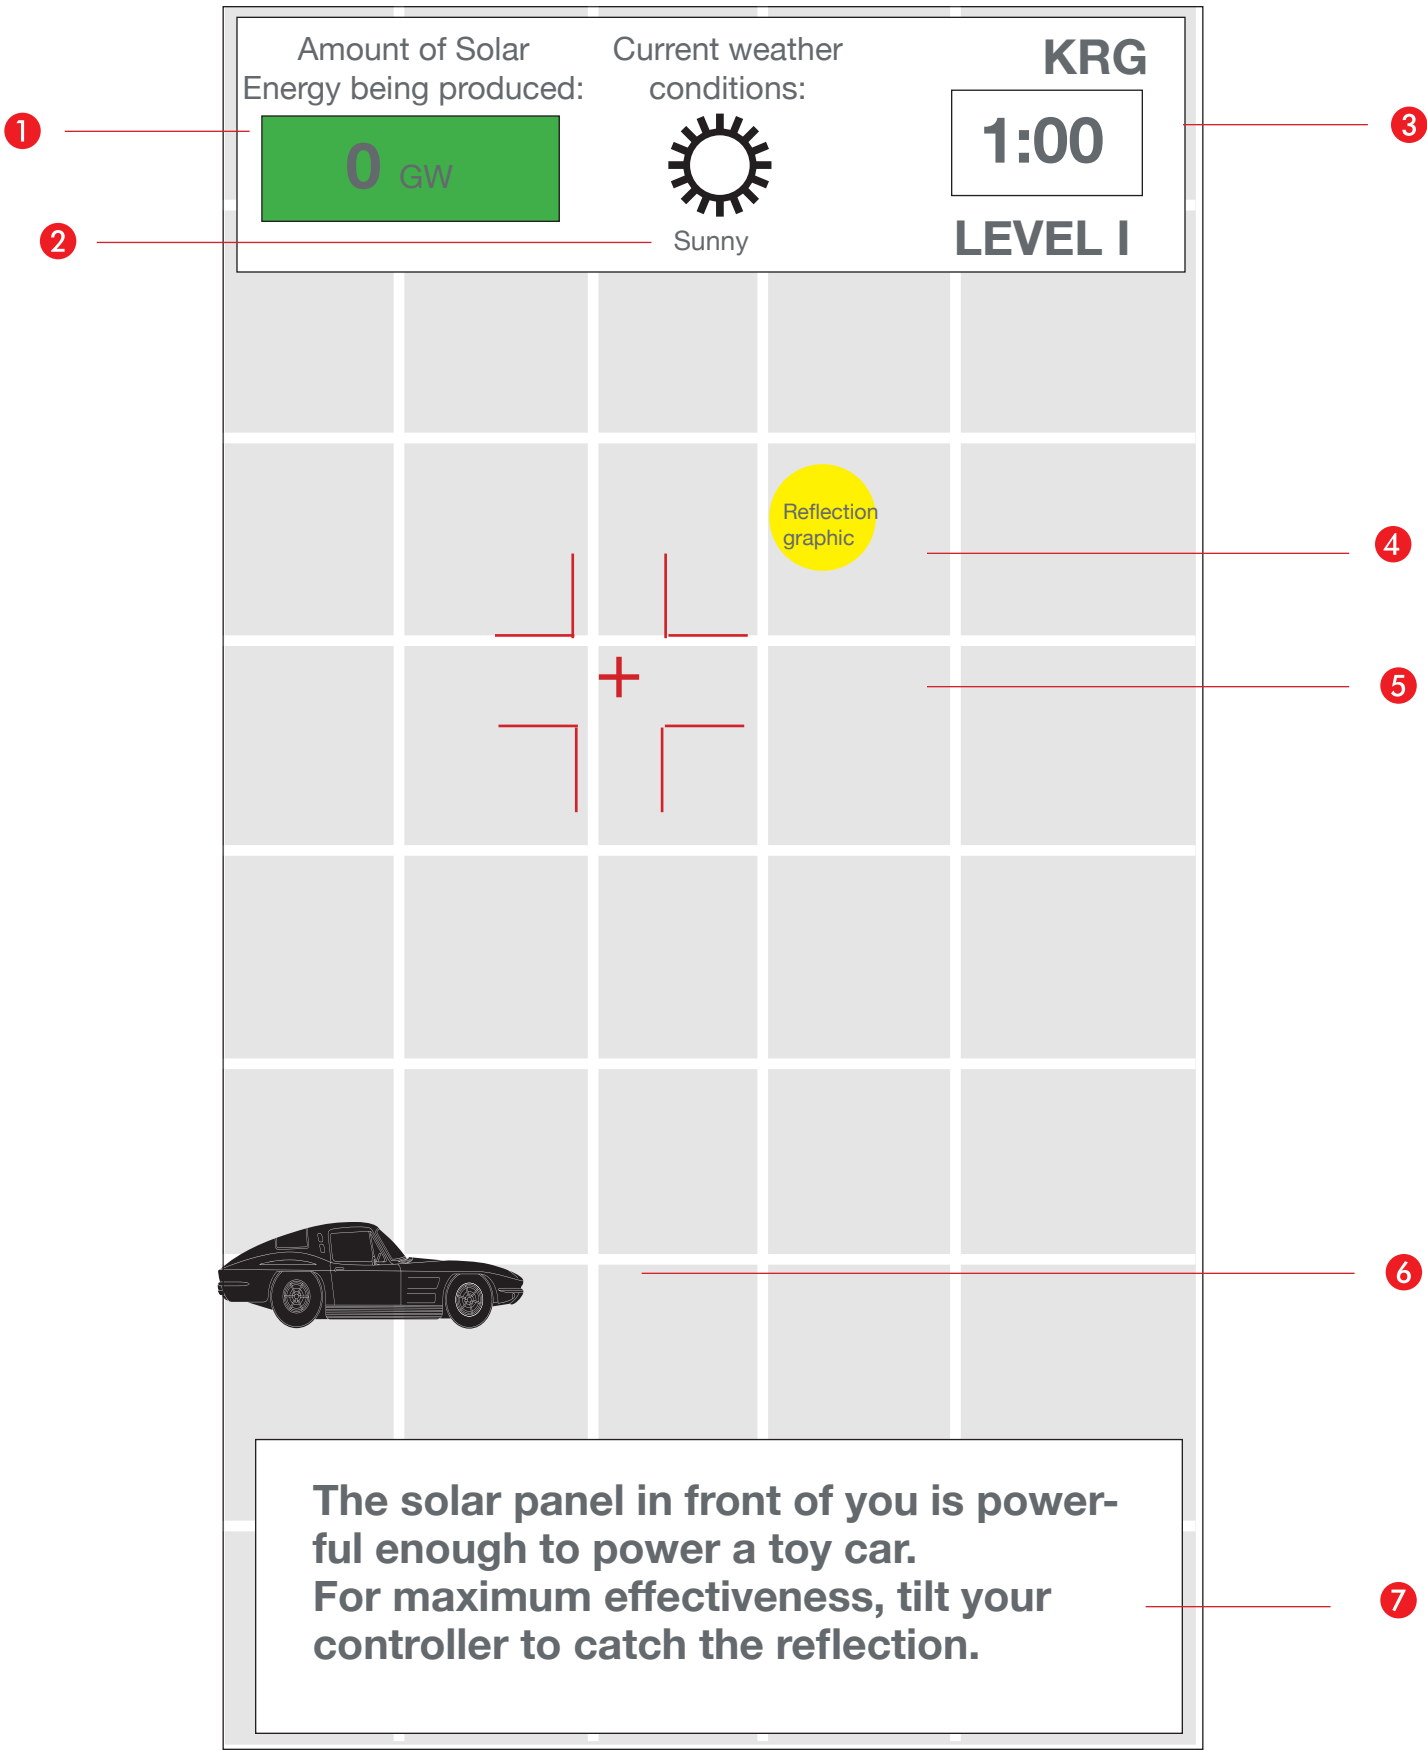 Amount of Solar
Energy being produced:
0 GW
Current weather
conditions:
Sunny
KRG
1:00
LEVEL I
1
2
3
Reflection
graphic
4
5
6
The solar panel in front of you is power-
ful enough to power a toy car.
For maximum effectiveness, tilt your
controller to catch the reflection.
7